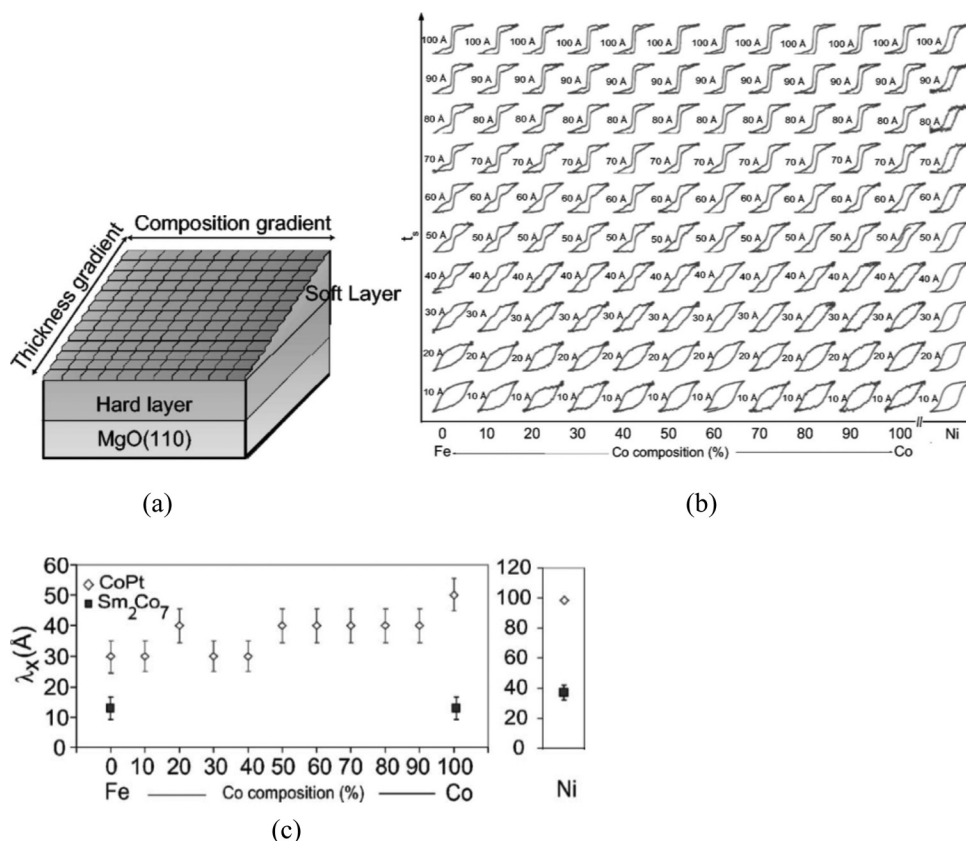 Composition gradient
Thickness gradient
Soft Layer
Hard layer
MgO(110)
(a)
100 Å 100 Å 100 Å 100 Å 100 Å 100 Å 100 Å 100 Å 100 Å 100 Å 100 Å 100 Å
90 Å 90 Å 90 Å 90 Å 90 Å 90 Å 90 Å 90 Å 90 Å 90 Å 90 Å 90 Å
80 Å 80 Å 80 Å 80 Å 80 Å 80 Å 80 Å 80 Å 80 Å 80 Å 80 Å 80 Å
70 Å 70 Å 70 Å 70 Å 70 Å 70 Å 70 Å 70 Å 70 Å 70 Å 70 Å 70 Å
60 Å 60 Å 60 Å 60 Å 60 Å 60 Å 60 Å 60 Å 60 Å 60 Å 60 Å 60 Å
50 Å 50 Å 50 Å 50 Å 50 Å 50 Å 50 Å 50 Å 50 Å 50 Å 50 Å 50 Å
40 Å 40 Å 40 Å 40 Å 40 Å 40 Å 40 Å 40 Å 40 Å 40 Å 40 Å 40 Å
30 Å 30 Å 30 Å 30 Å 30 Å 30 Å 30 Å 30 Å 30 Å 30 Å 30 Å 30 Å
20 Å 20 Å 20 Å 20 Å 20 Å 20 Å 20 Å 20 Å 20 Å 20 Å 20 Å 20 Å
10 Å 10 Å 10 Å 10 Å 10 Å 10 Å 10 Å 10 Å 10 Å 10 Å 10 Å 10 Å
tₛ
0 10 20 30 40 50 60 70 80 90 100 Ni
Fe Co composition (%) Co
(b)
λₓ(Å)
60
50
40
30
20
10
0
CoPt
Sm₂Co₇
0 10 20 30 40 50 60 70 80 90 100
Fe Co composition (%) Co
120
100
80
60
40
20
0
Ni
(c)